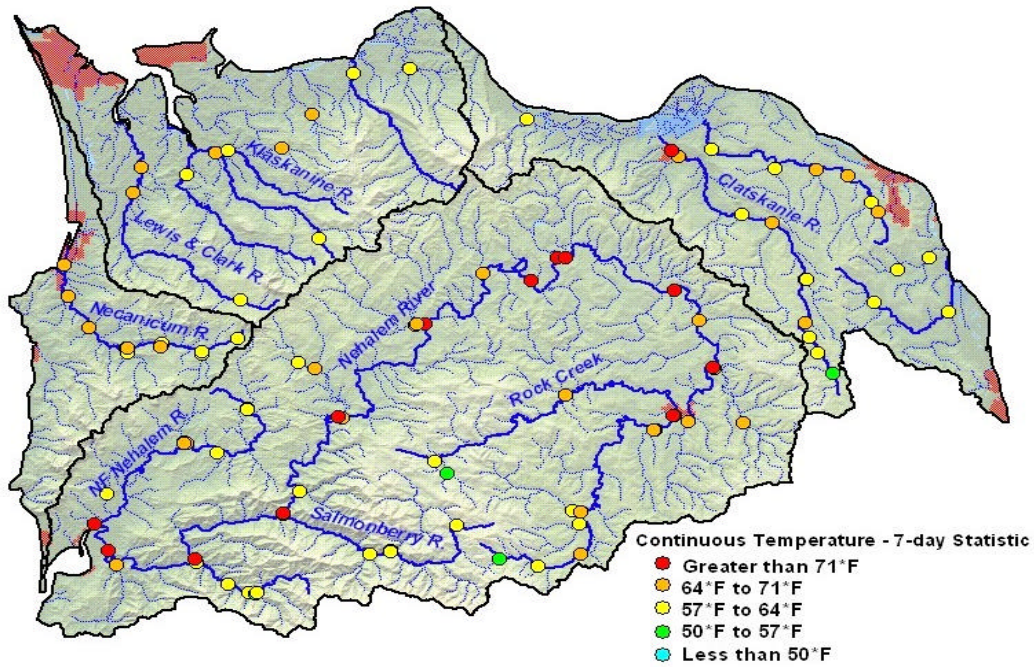 Klaskanine R.
Lewis & Clark R.
Clatskanie R.
Necanicum R.
Nehalem River
Rock Creek
NF Nehalem R.
Salmonberry R.
Continuous Temperature - 7-day Statistic
Greater than 71*F
64*F to 71*F
57*F to 64*F
50*F to 57*F
Less than 50*F